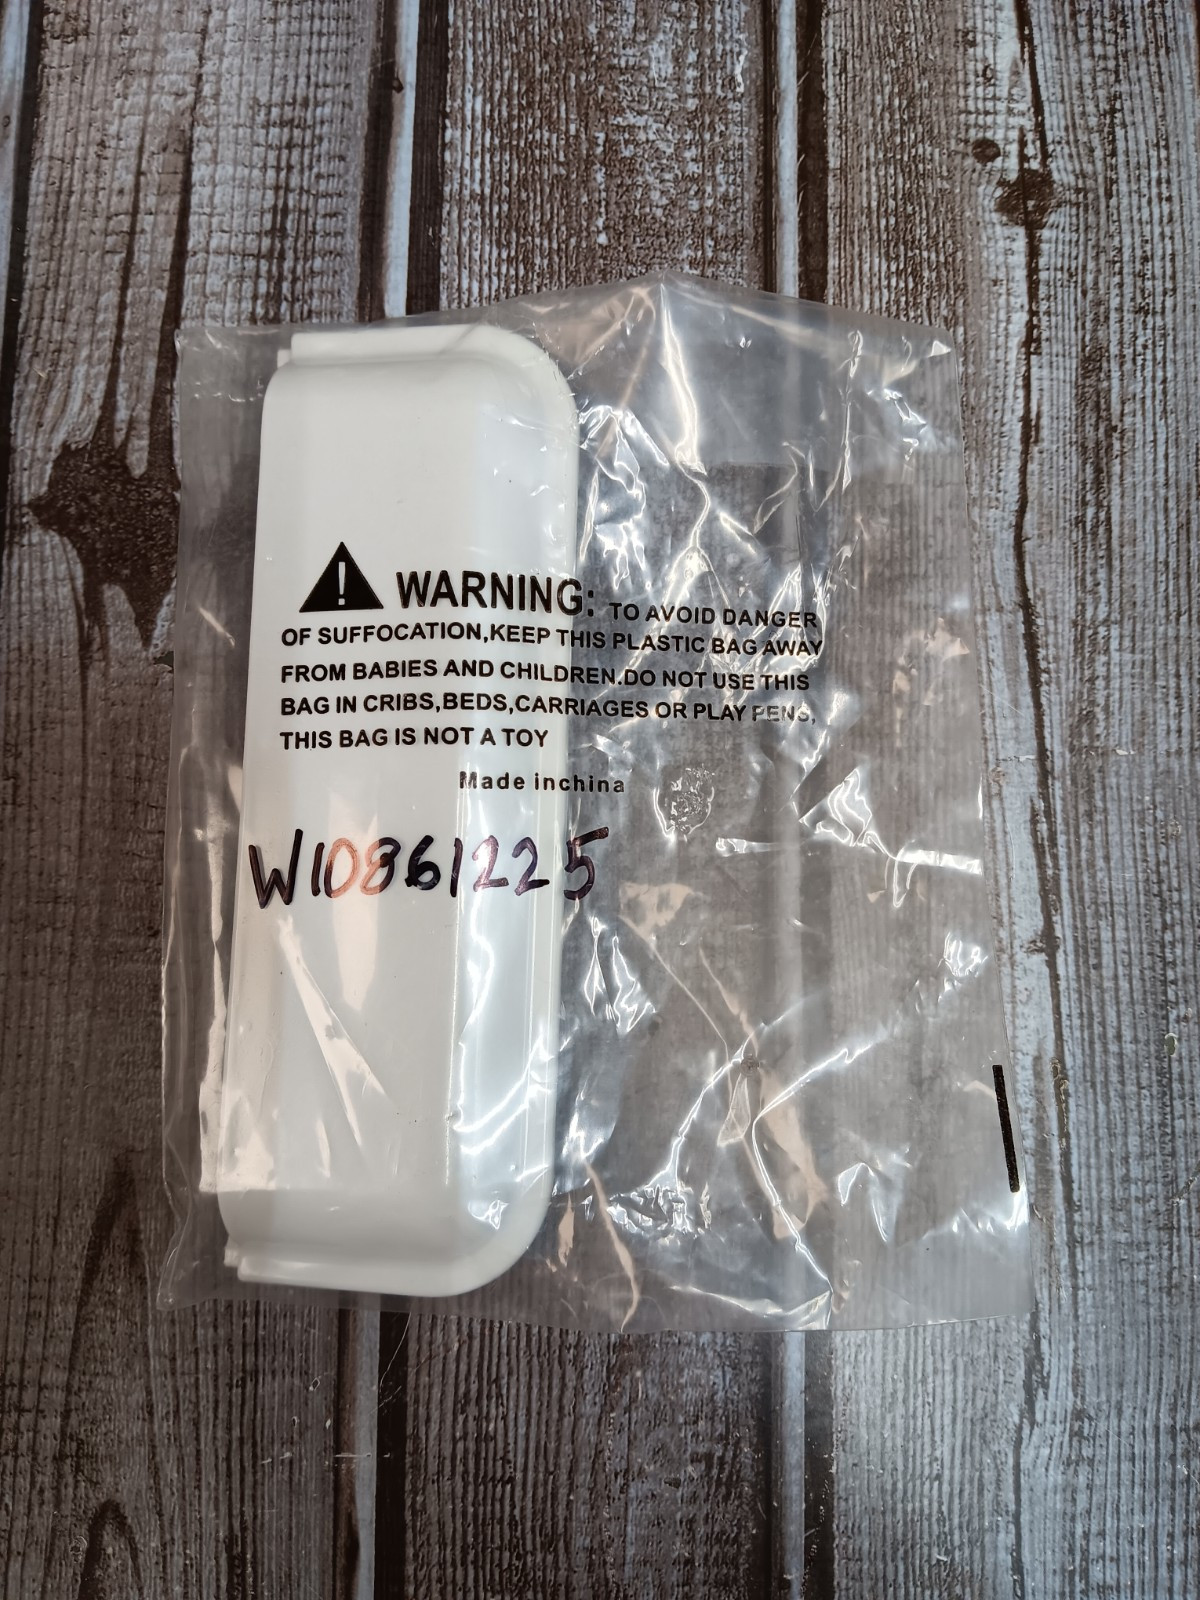 WARNING: TO AVOID DANGER
OF SUFFOCATION,KEEP THIS PLASTIC BAG AWAY
FROM BABIES AND CHILDREN.DO NOT USE THIS
BAG IN CRIBS,BEDS,CARRIAGES OR PLAY PENS,
THIS BAG IS NOT A TOY
Made inchina
W10861225